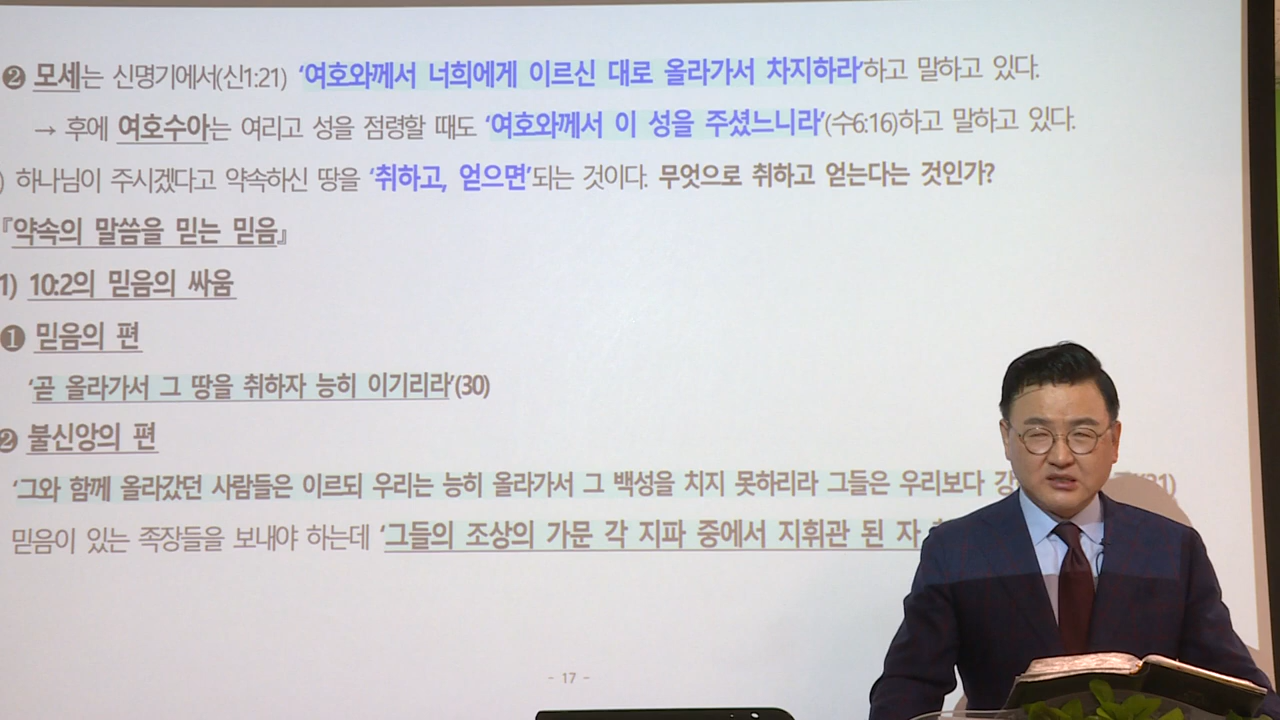 ❷ 모세는 신명기에서(신1:21) ‘여호와께서 너희에게 이르신 대로 올라가서 차지하라’하고 말하고 있다.
→ 후에 여호수아는 여리고 성을 점령할 때도 ‘여호와께서 이 성을 주셨느니라’(수6:16)하고 말하고 있다.
) 하나님이 주시겠다고 약속하신 땅을 ‘취하고, 얻으면’되는 것이다. 무엇으로 취하고 얻는다는 것인가?
『약속의 말씀을 믿는 믿음』
1) 10:2의 믿음의 싸움
❶ 믿음의 편
‘곧 올라가서 그 땅을 취하자 능히 이기리라’(30)
❷ 불신앙의 편
‘그와 함께 올라갔던 사람들은 이르되 우리는 능히 올라가서 그 백성을 치지 못하리라 그들은 우리보다
믿음이 있는 족장들을 보내야 하는데 ‘그들의 조상의 가문 각 지파 중에서 지휘관 된 자
- 17 -